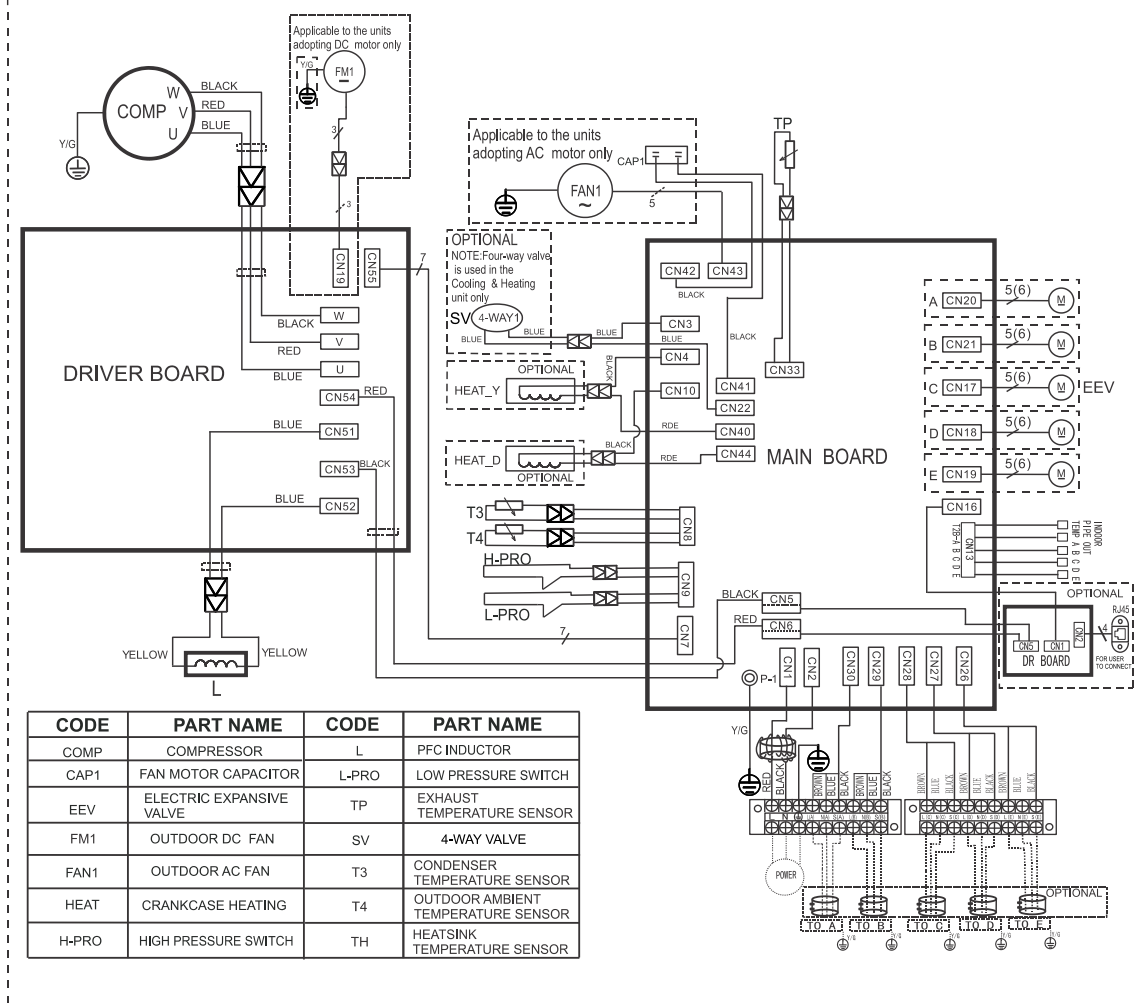 Applicable to the units
adopting DC motor only
Y/G
FM1
3
3
COMP
W
V
U
BLACK
RED
BLUE
Y/G
Applicable to the units
adopting AC motor only
CAP1
FAN1
5
TP
OPTIONAL
NOTE:Four-way valve
is used in the
Cooling & Heating
unit only
SV
4-WAY1
BLUE
BLUE
BLUE
BLUE
DRIVER BOARD
CN19
CN55
7
BLACK
W
RED
V
BLUE
U
CN54
RED
BLUE
CN51
CN53
BLACK
BLUE
CN52
YELLOW
YELLOW
L
HEAT_Y
OPTIONAL
BLACK
RDE
HEAT_D
OPTIONAL
BLACK
RDE
T3
T4
H-PRO
L-PRO
7
MAIN BOARD
CN42
CN43
BLACK
CN3
CN4
CN10
BLACK
CN41
CN22
CN40
CN44
CN33
CN8
CN9
CN7
BLACK
CN5
RED
CN6
P-1
CN1
CN2
CN30
CN29
CN28
CN27
CN26
A
CN20
5(6)
M
B
CN21
5(6)
M
C
CN17
5(6)
M
EEV
D
CN18
5(6)
M
E
CN19
5(6)
M
CN16
T2B-A B C D E
CN13
INDOOR
PIPE OUT
TEMP A B C D E
OPTIONAL
RJ45
4
CN5
CN1
CN2
DR BOARD
FOR USER
TO CONNECT
Y/G
RED
BLACK
BROWN
BLUE
BLACK
BROWN
BLUE
BLACK
BROWN
BLUE
BLACK
BROWN
BLUE
BLACK
BROWN
BLUE
BLACK
L
N
L(A)
N(A)
S(A)
L(B)
N(B)
S(B)
L(C)
N(C)
S(C)
L(D)
N(D)
S(D)
L(E)
N(E)
S(E)
POWER
OPTIONAL
TO A
Y/G
TO B
Y/G
TO C
Y/G
TO D
Y/G
TO E
Y/G
CODE PART NAME CODE PART NAME
COMP COMPRESSOR L PFC INDUCTOR
CAP1 FAN MOTOR CAPACITOR L-PRO LOW PRESSURE SWITCH
EEV ELECTRIC EXPANSIVE VALVE TP EXHAUST TEMPERATURE SENSOR
FM1 OUTDOOR DC FAN SV 4-WAY VALVE
FAN1 OUTDOOR AC FAN T3 CONDENSER TEMPERATURE SENSOR
HEAT CRANKCASE HEATING T4 OUTDOOR AMBIENT TEMPERATURE SENSOR
H-PRO HIGH PRESSURE SWITCH TH HEATSINK TEMPERATURE SENSOR